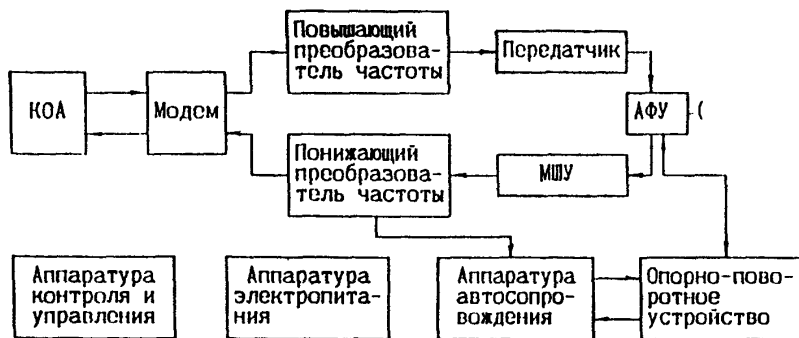 Повышающий
преобразова-
тель частоты
Передатчик
КОА
Модем
АФУ
Понижающий
преобразова-
тель частоты
МШУ
Аппаратура
контроля и
управления
Аппаратура
электропита-
ния
Аппаратура
автосопро-
вождения
Опорно-пово-
ротное
устройство